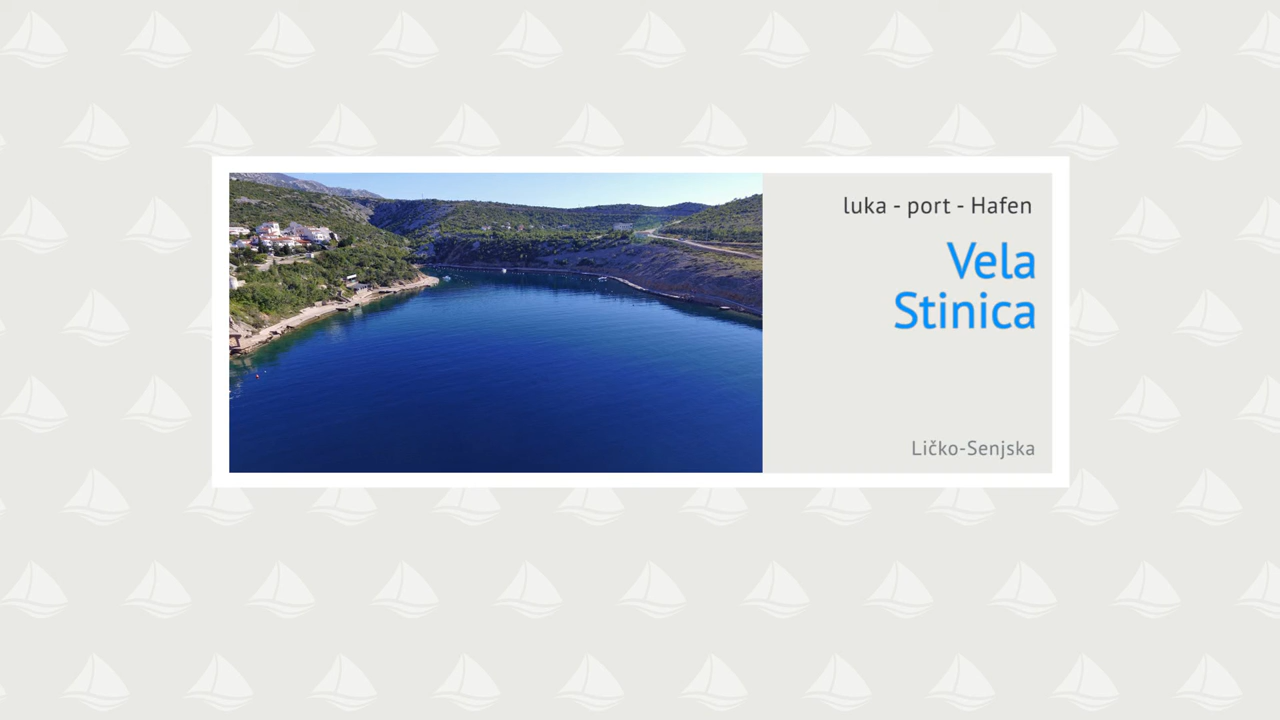 luka - port - Hafen
Vela
Stinica
Ličko-Senjska